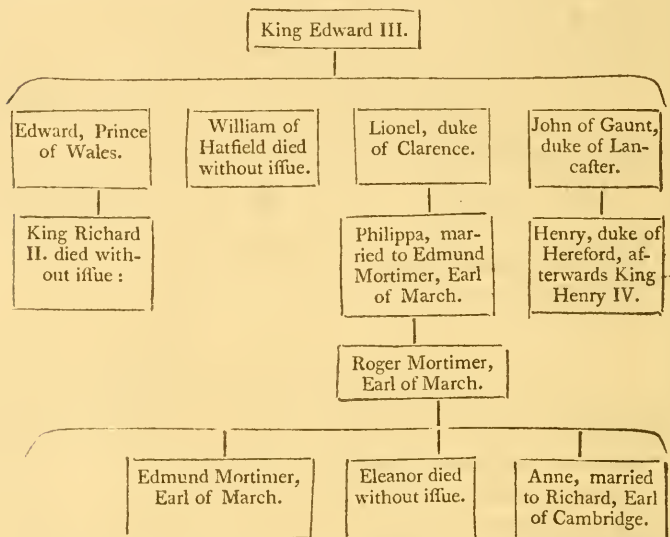 King Edward III.
Edward, Prince
of Wales.
William of
Hatfield died
without iſſue.
Lionel, duke
of Clarence.
John of Gaunt,
duke of Lan-
caſter.
King Richard
II. died with-
out iſſue :
Philippa, mar-
ried to Edmund
Mortimer, Earl
of March.
Henry, duke of
Hereford, af-
terwards King
Henry IV.
Roger Mortimer,
Earl of March.
Edmund Mortimer,
Earl of March.
Eleanor died
without iſſue.
Anne, married
to Richard, Earl
of Cambridge.